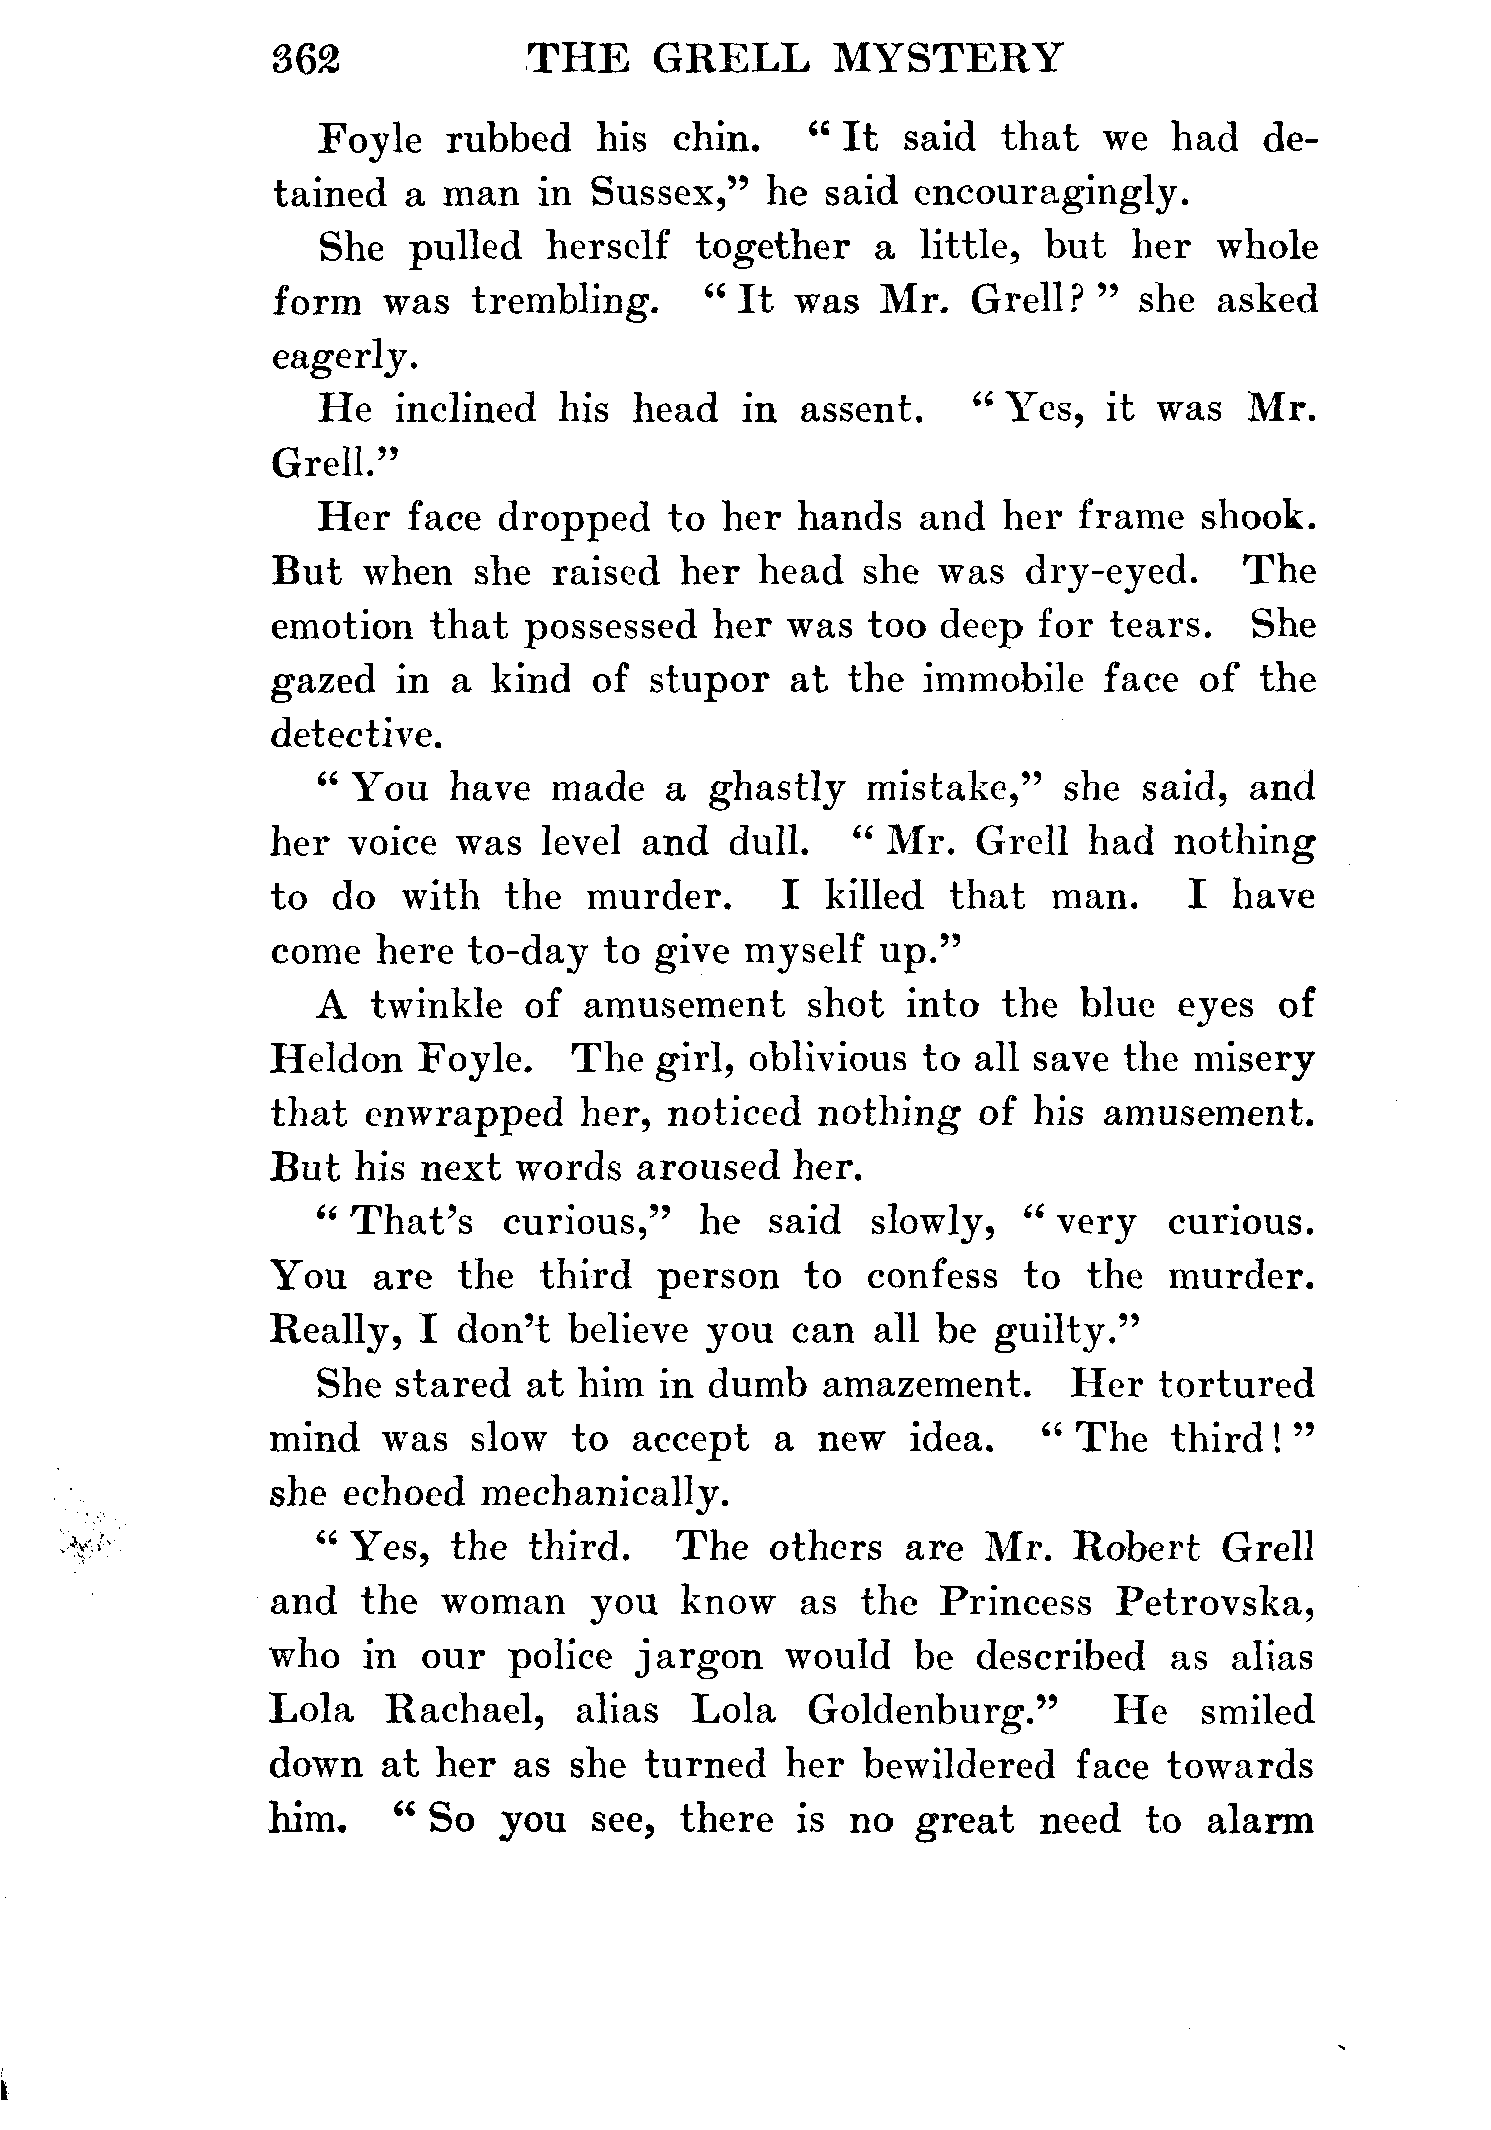 362 THE GRELL MYSTERY
Foyle rubbed his chin. “ It said that we had de-
tained a man in Sussex,” he said encouragingly.
She pulled herself together a little, but her whole
form was trembling. “ It was Mr. Grell? ” she asked
eagerly.
He inclined his head in assent. “ Yes, it was Mr.
Grell.”
Her face dropped to her hands and her frame shook.
But when she raised her head she was dry-eyed. The
emotion that possessed her was too deep for tears. She
gazed in a kind of stupor at the immobile face of the
detective.
“ You have made a ghastly mistake,” she said, and
her voice was level and dull. “ Mr. Grell had nothing
to do with the murder. I killed that man. I have
come here to-day to give myself up.”
A twinkle of amusement shot into the blue eyes of
Heldon Foyle. The girl, oblivious to all save the misery
that enwrapped her, noticed nothing of his amusement.
But his next words aroused her.
“ That’s curious,” he said slowly, “ very curious.
You are the third person to confess to the murder.
Really, I don’t believe you can all be guilty.”
She stared at him in dumb amazement. Her tortured
mind was slow to accept a new idea. “ The third! ”
she echoed mechanically.
“ Yes, the third. The others are Mr. Robert Grell
and the woman you know as the Princess Petrovska,
who in our police jargon would be described as alias
Lola Rachael, alias Lola Goldenburg.” He smiled
down at her as she turned her bewildered face towards
him. “ So you see, there is no great need to alarm